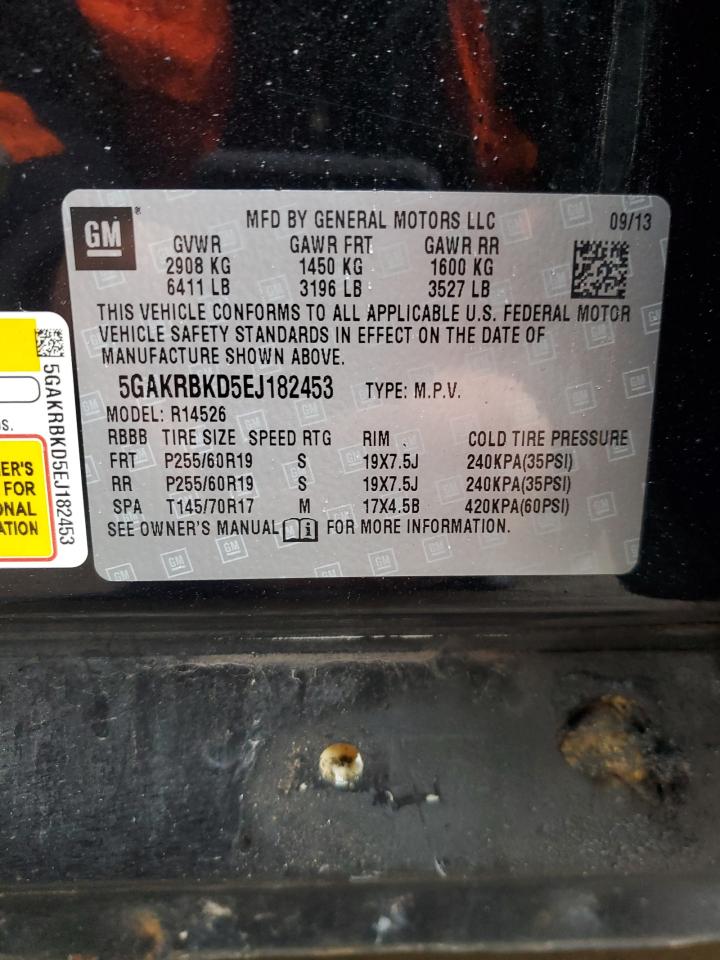 GM
MFD BY GENERAL MOTORS LLC 09/13
GVWR GAWR FRT GAWR RR
2908 KG 1450 KG 1600 KG
6411 LB 3196 LB 3527 LB
THIS VEHICLE CONFORMS TO ALL APPLICABLE U.S. FEDERAL MOTOR
VEHICLE SAFETY STANDARDS IN EFFECT ON THE DATE OF
MANUFACTURE SHOWN ABOVE.
5GAKRBKD5EJ182453 TYPE: M.P.V.
MODEL: R14526
RBBB TIRE SIZE SPEED RTG RIM COLD TIRE PRESSURE
FRT P255/60R19 S 19X7.5J 240KPA(35PSI)
RR P255/60R19 S 19X7.5J 240KPA(35PSI)
SPA T145/70R17 M 17X4.5B 420KPA(60PSI)
SEE OWNER'S MANUAL FOR MORE INFORMATION.
5GAKRBKD5EJ182453
FOR